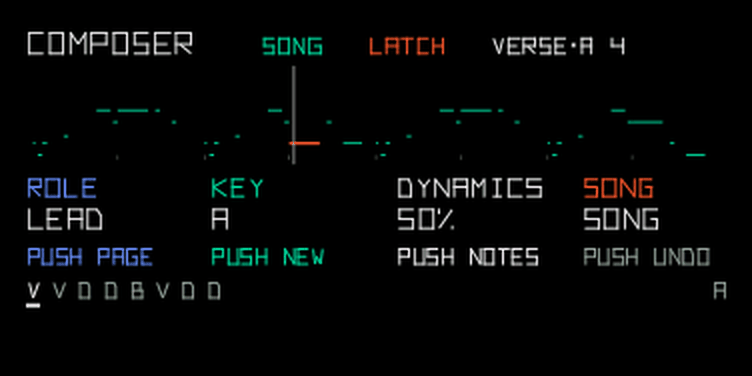 COMPOSER SONG LATCH VERSE·A 4
ROLE KEY DYNAMICS SONG
LEAD A 50% SONG
PUSH PAGE PUSH NEW PUSH NOTES PUSH UNDO
V V D D B V D D A